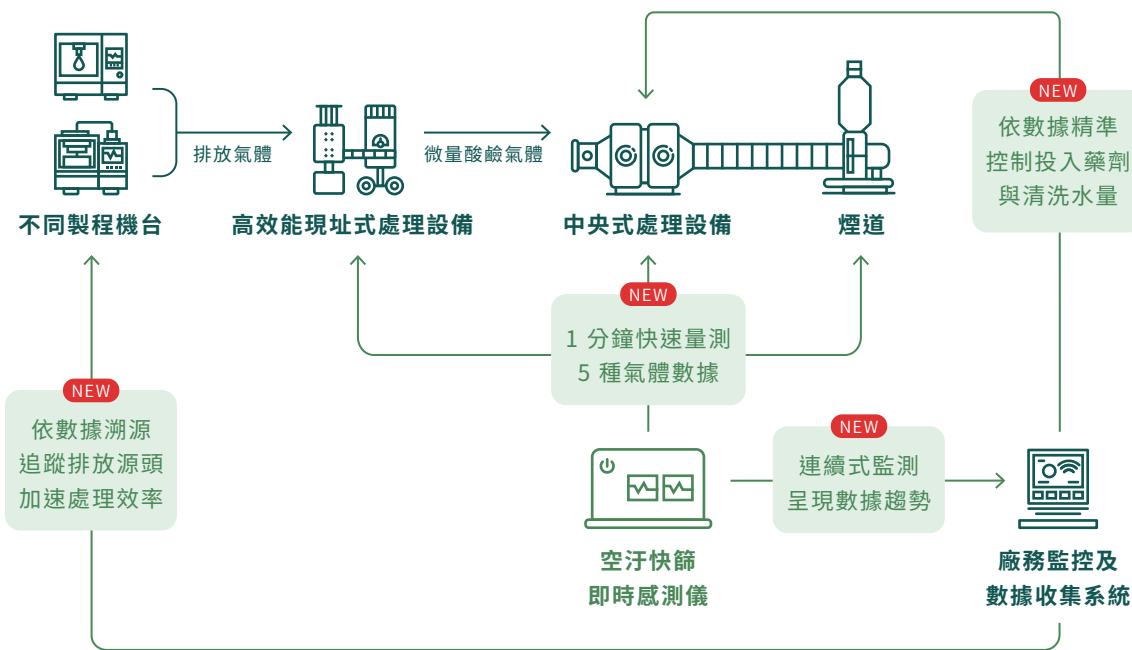 NEW
依數據精準
控制投入藥劑
與清洗水量
排放氣體
微量酸鹼氣體
不同製程機台
高效能現址式處理設備
中央式處理設備
煙道
NEW
1 分鐘快速量測
5 種氣體數據
NEW
依數據溯源
追蹤排放源頭
加速處理效率
NEW
連續式監測
呈現數據趨勢
空汙快篩
即時感測儀
廠務監控及
數據收集系統